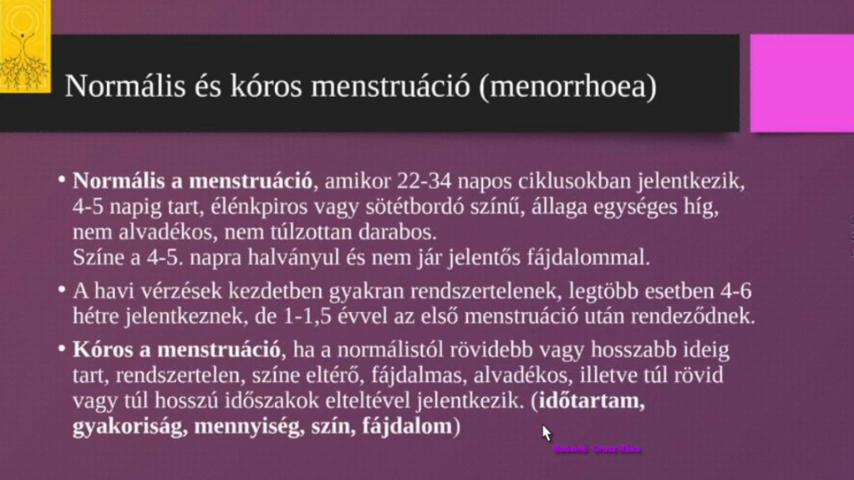 Normális és kóros menstruáció (menorrhoea)
• Normális a menstruáció, amikor 22-34 napos ciklusokban jelentkezik,
4-5 napig tart, élénkpiros vagy sötétbordó színű, állaga egységes híg,
nem alvadékos, nem túlzottan darabos.
Színe a 4-5. napra halványul és nem jár jelentős fájdalommal.
• A havi vérzések kezdetben gyakran rendszertelenek, legtöbb esetben 4-6
hétre jelentkeznek, de 1-1,5 évvel az első menstruáció után rendeződnek.
• Kóros a menstruáció, ha a normálistól rövidebb vagy hosszabb ideig
tart, rendszertelen, színe eltérő, fájdalmas, alvadékos, illetve túl rövid
vagy túl hosszú időszakok elteltével jelentkezik. (időtartam,
gyakoriság, mennyiség, szín, fájdalom)